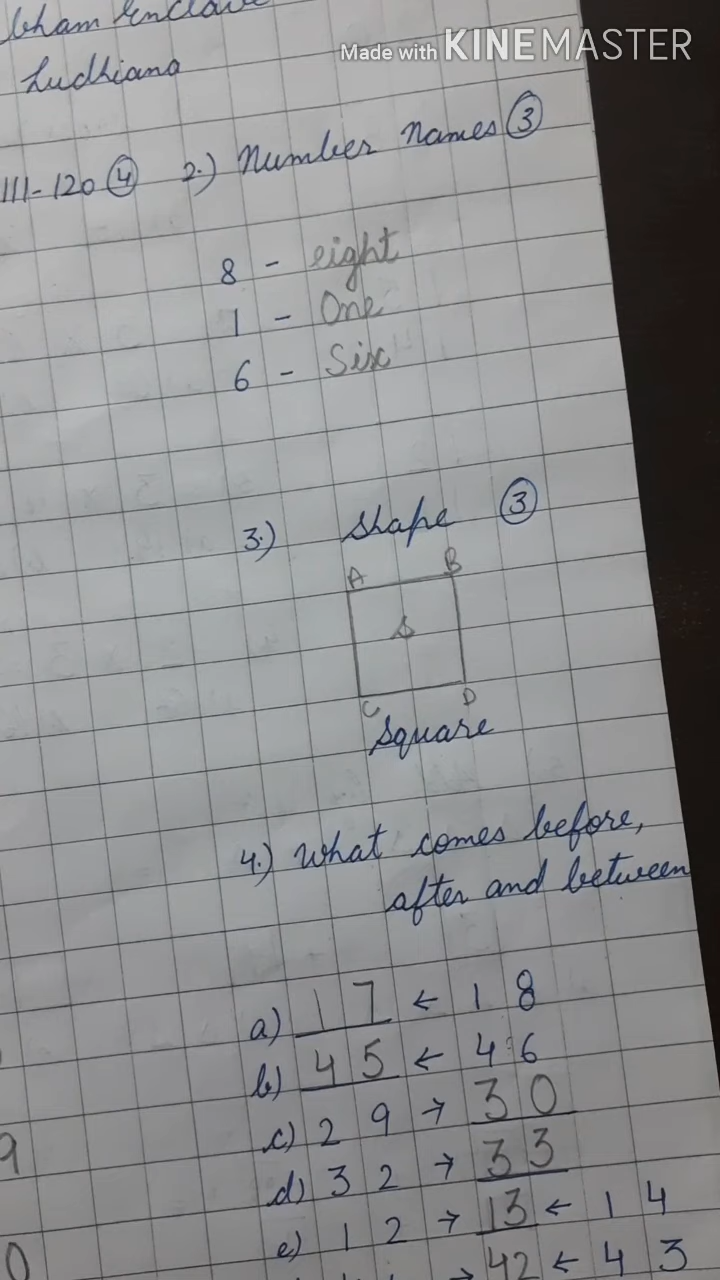 Ludhiana
Made with KINEMASTER
111-120 4 2.) Number names 3
8 - eight
1 - One
6 - Six
3.) Shape 3
A B
S
C D
Square
4.) What comes before,
after and between
a) 17 ← 18
b) 45 ← 46
c) 29 → 30
d) 32 → 33
e) 12 → 13 ← 14
→ 42 ← 43
9
0